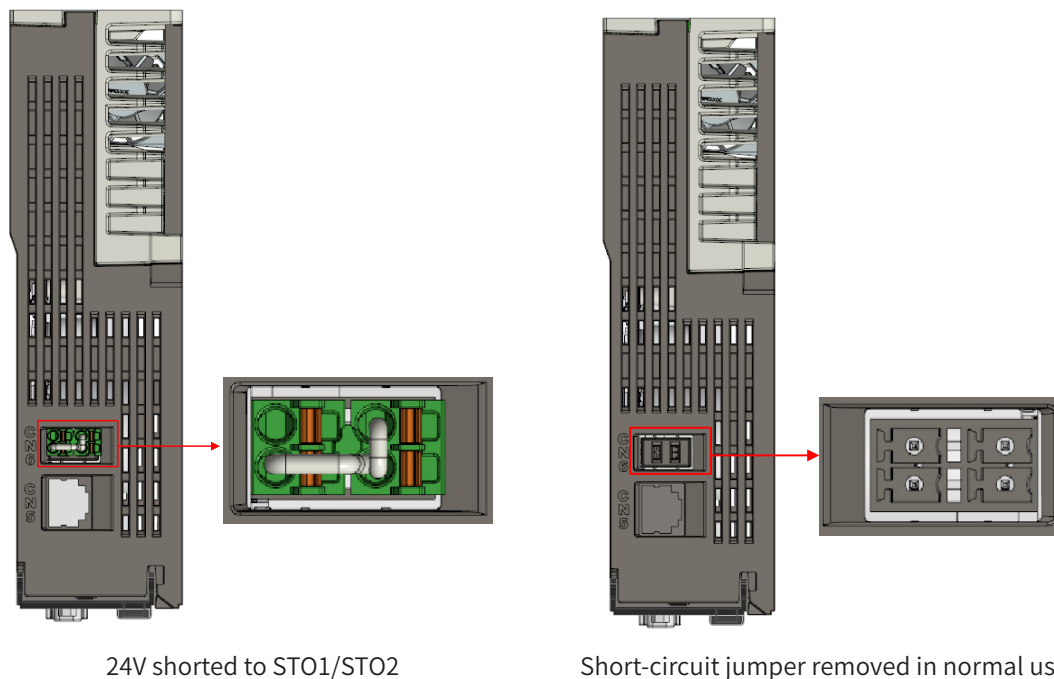 CN6
CN5
CN6
CN5
24V shorted to STO1/STO2
Short-circuit jumper removed in normal us